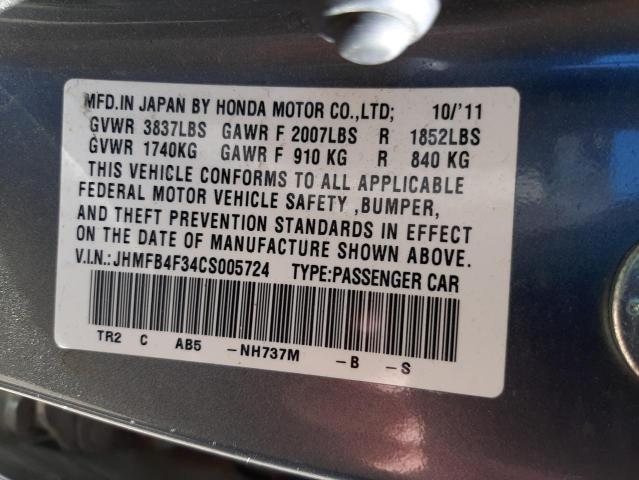 MFD.IN JAPAN BY HONDA MOTOR CO.,LTD; 10/'11
GVWR 3837LBS GAWR F 2007LBS R 1852LBS
GVWR 1740KG GAWR F 910 KG R 840 KG
THIS VEHICLE CONFORMS TO ALL APPLICABLE
FEDERAL MOTOR VEHICLE SAFETY ,BUMPER,
AND THEFT PREVENTION STANDARDS IN EFFECT
ON THE DATE OF MANUFACTURE SHOWN ABOVE.
V.I.N.:JHMFB4F34CS005724 TYPE:PASSENGER CAR
TR2 C AB5 -NH737M -B -S